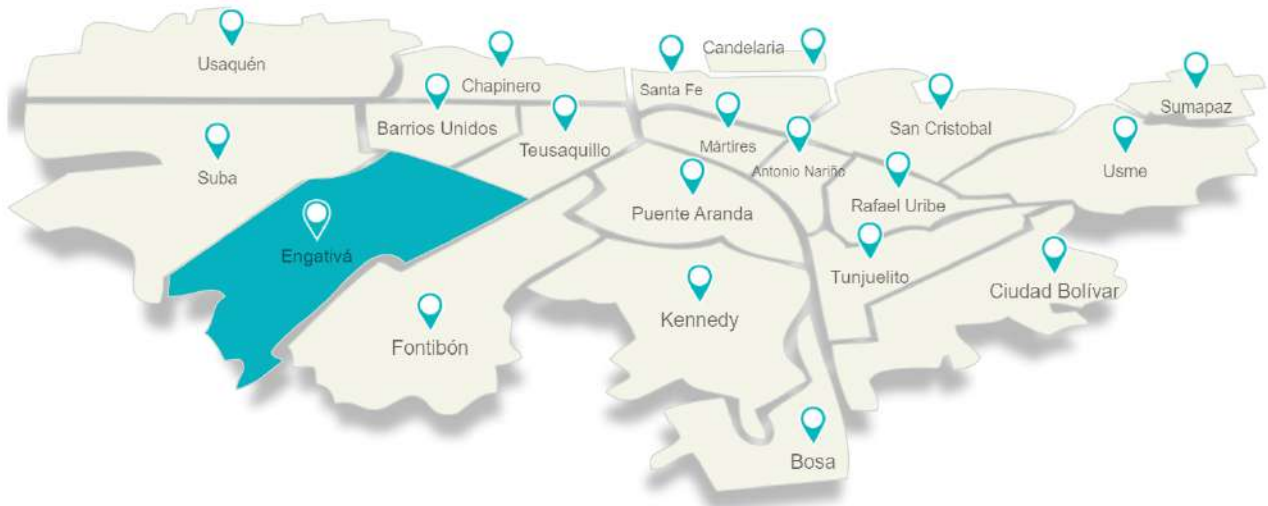 Usaquén
Candelaria
Chapinero
Santa Fe
Sumapaz
Barrios Unidos
San Cristobal
Teusaquillo
Mártires
Antonio Nariño
Usme
Suba
Puente Aranda
Rafael Uribe
Engativá
Tunjuelito
Ciudad Bolívar
Kennedy
Fontibón
Bosa